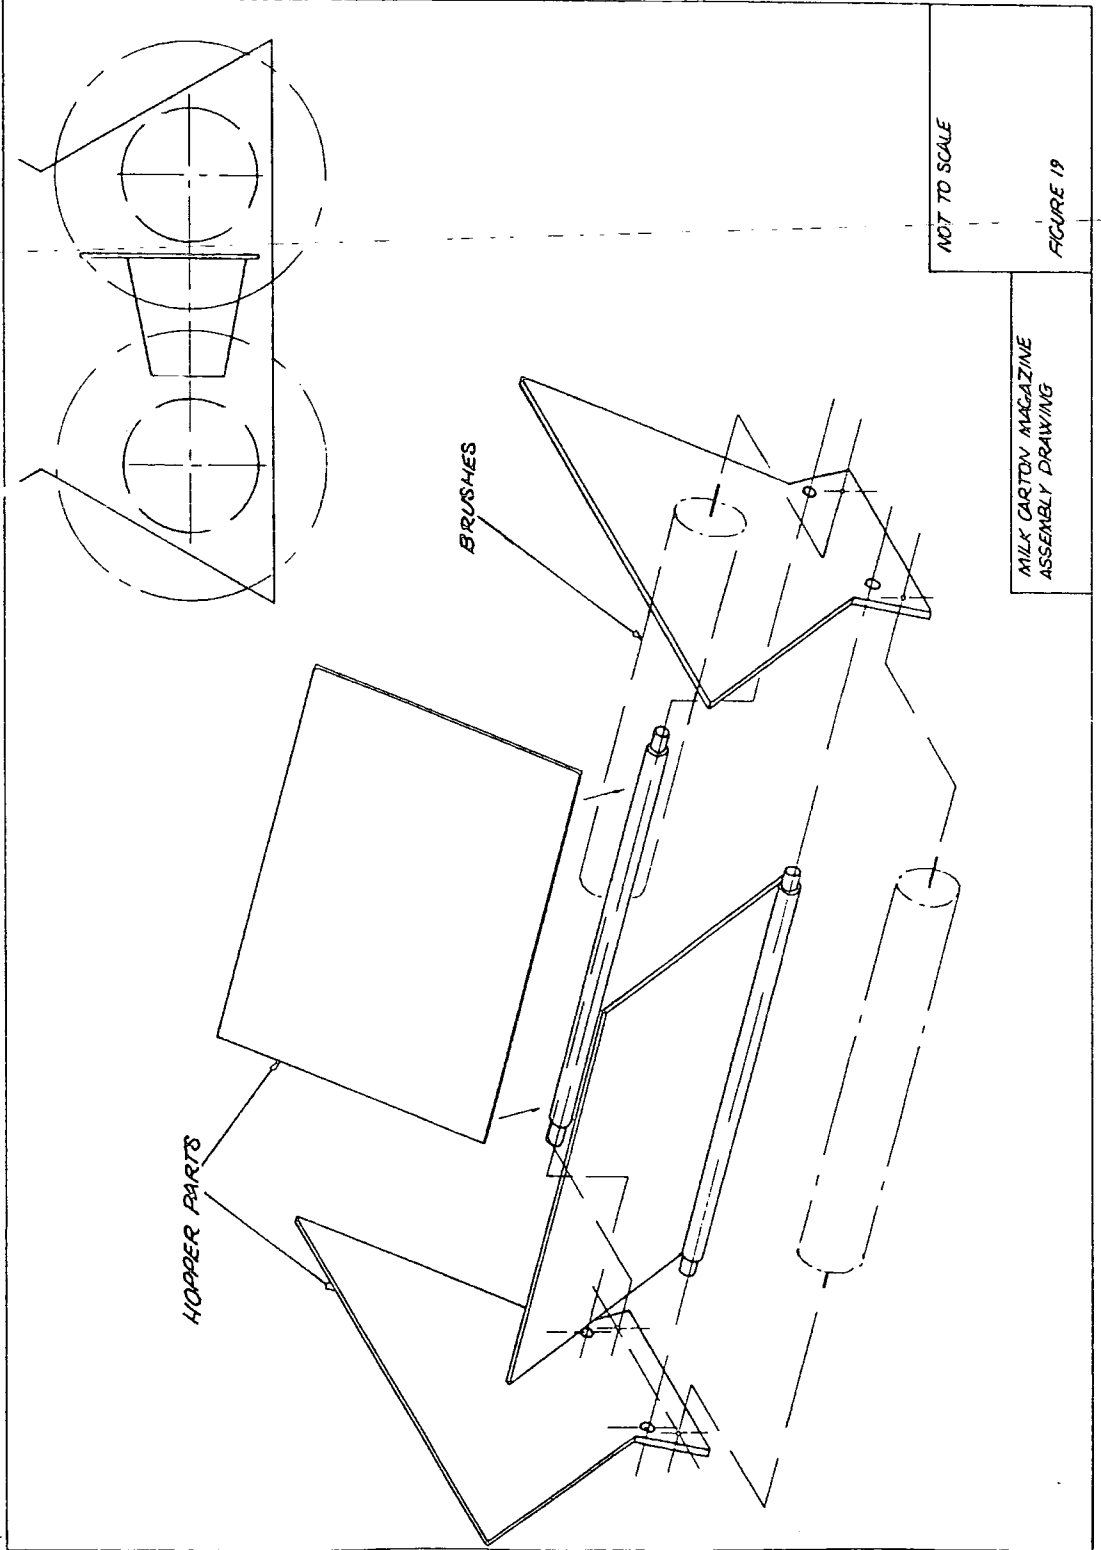 HOPPER PARTS
BRUSHES
MILK CARTON MAGAZINE
ASSEMBLY DRAWING
NOT TO SCALE
FIGURE 19